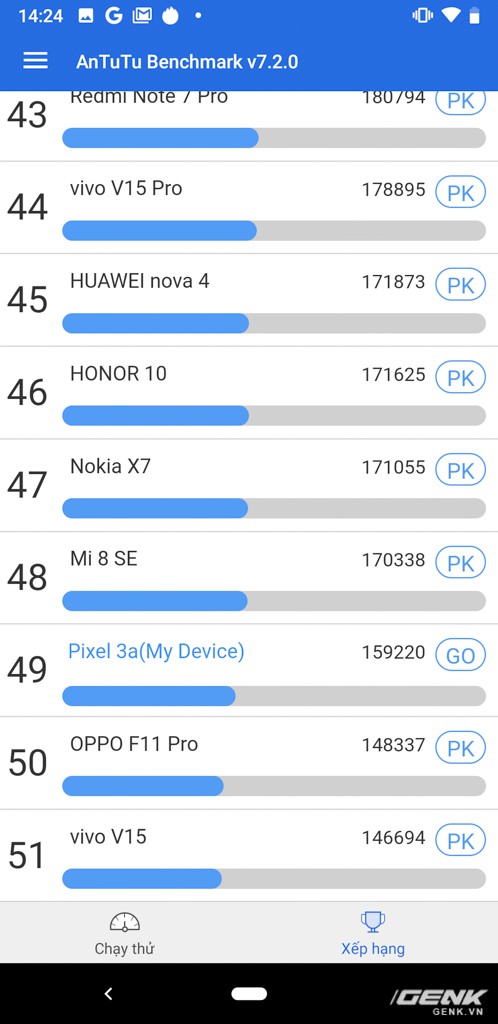 14:24
AnTuTu Benchmark v7.2.0
43 Redmi Note 7 Pro 180794 PK
44 vivo V15 Pro 178895 PK
45 HUAWEI nova 4 171873 PK
46 HONOR 10 171625 PK
47 Nokia X7 171055 PK
48 Mi 8 SE 170338 PK
49 Pixel 3a(My Device) 159220 GO
50 OPPO F11 Pro 148337 PK
51 vivo V15 146694 PK
Chạy thử Xếp hạng
GENK
GENK.VN